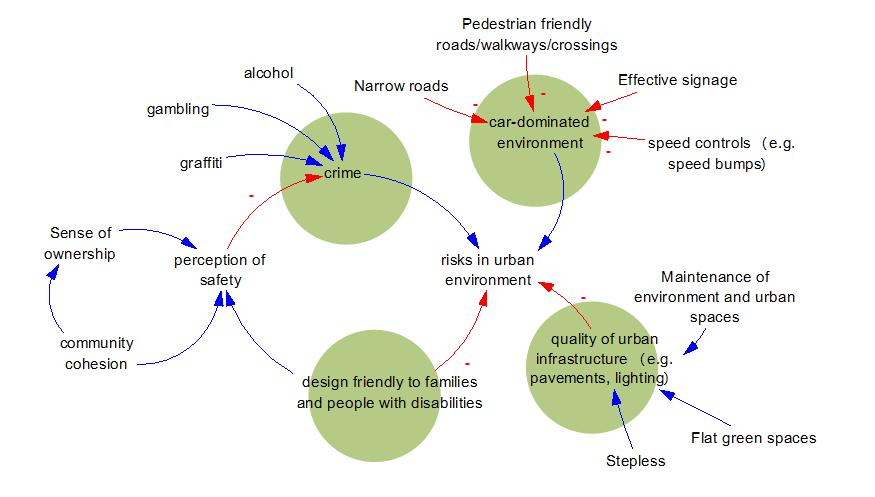 Pedestrian friendly
roads/walkways/crossings
alcohol
Narrow roads
-
-
Effective signage
gambling
car-dominated
environment
-
-
speed controls (e.g.
speed bumps)
graffiti
crime
-
Sense of
ownership
perception of
safety
risks in urban
environment
Maintenance of
environment and urban
spaces
-
community
cohesion
quality of urban
infrastructure (e.g.
pavements, lighting)
-
design friendly to families
and people with disabilities
Flat green spaces
Stepless